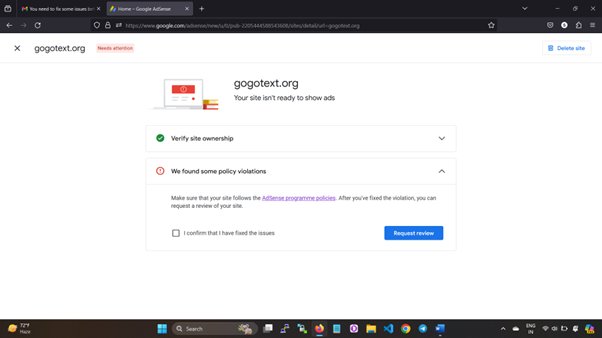 You need to fix some issues bef
Home – Google AdSense
https://www.google.com/adsense/new/u/0/pub-2205444588543608/sites/detail/url=gogotext.org
gogotext.org
Needs attention
Delete site
gogotext.org
Your site isn't ready to show ads
Verify site ownership
We found some policy violations
Make sure that your site follows the AdSense programme policies. After you've fixed the violation, you can
request a review of your site.
I confirm that I have fixed the issues
Request review
72°F
Haze
Search
ENG
IN